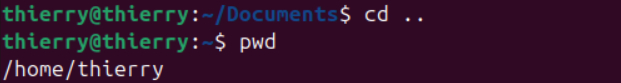 thierry@thierry:~/Documents$ cd ..
thierry@thierry:~$ pwd
/home/thierry